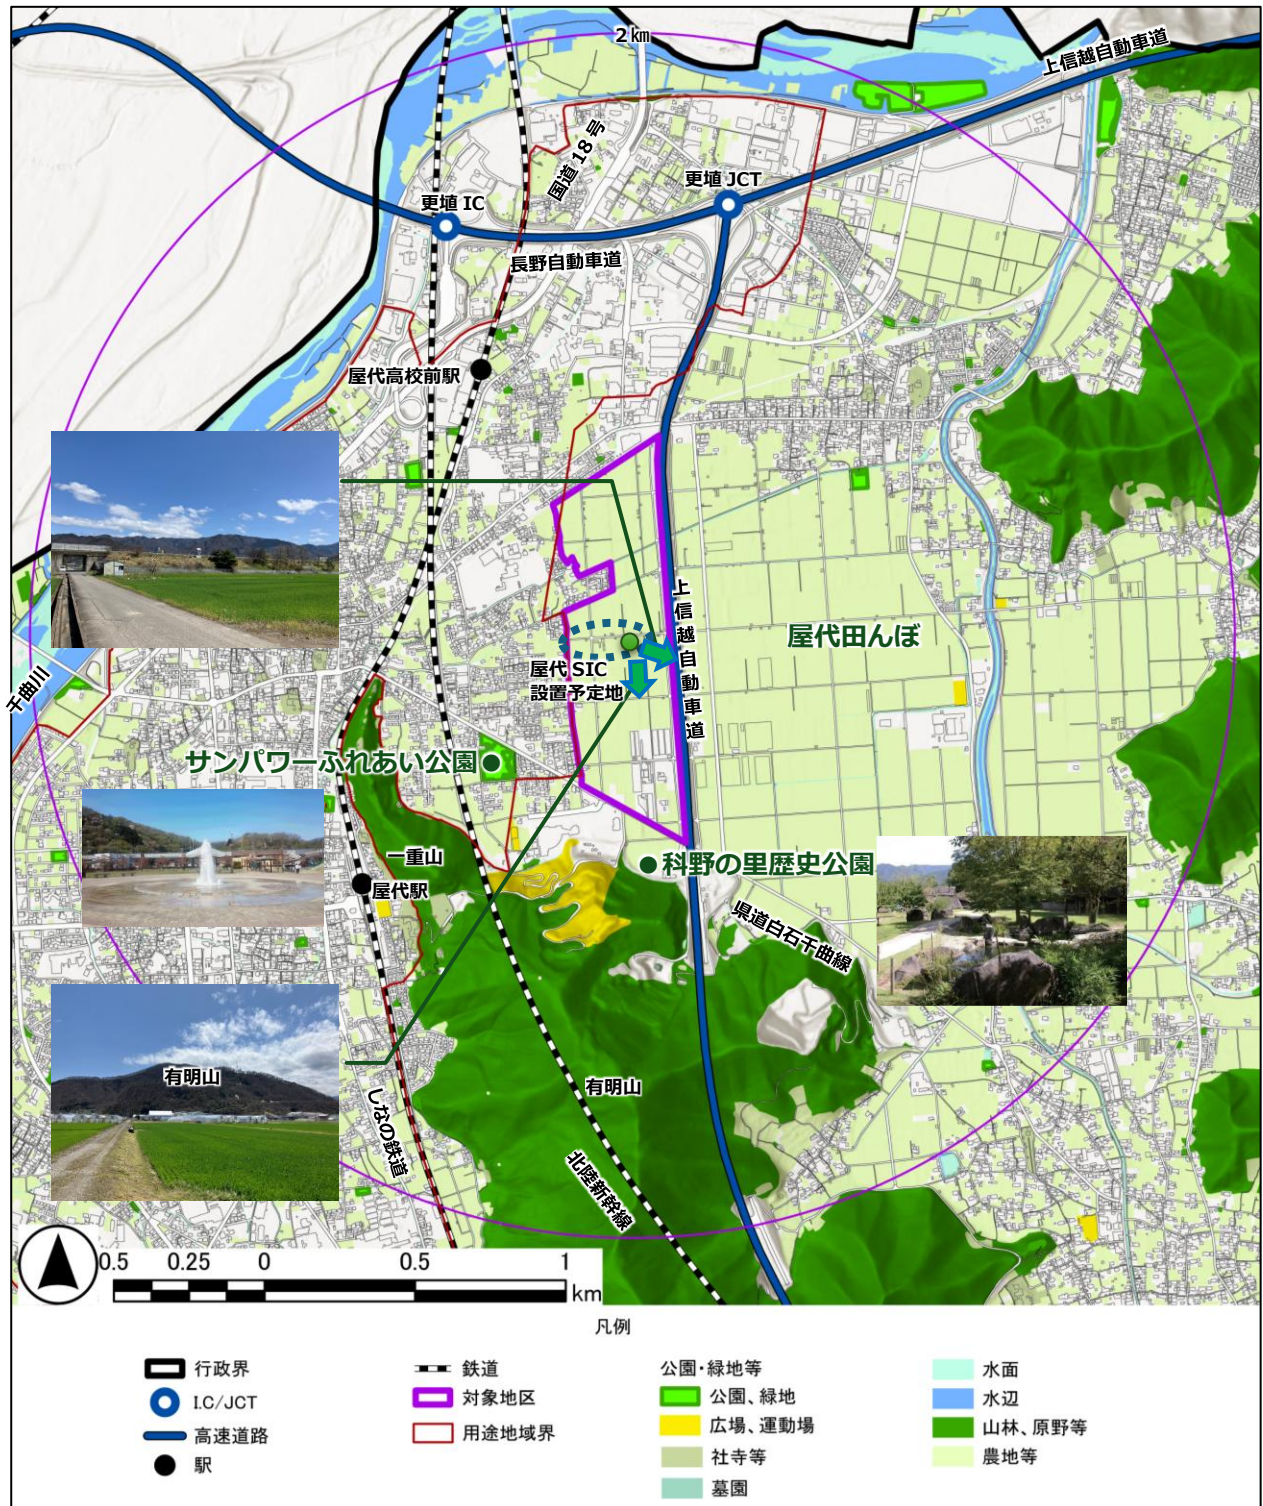 2㎞
上信越自動車道
国道18号
更埴JCT
更埴IC
長野自動車道
屋代高校前駅
上信越自動車道
屋代田んぼ
屋代SIC
設置予定地
千曲川
サンパワーふれあい公園
一重山
屋代駅
科野の里歴史公園
県道白石千曲線
有明山
有明山
しなの鉄道
北陸新幹線
0.5 0.25 0 0.5 1
km
凡例
行政界
I.C/JCT
高速道路
駅
鉄道
対象地区
用途地域界
公園・緑地等
公園、緑地
広場、運動場
社寺等
墓園
水面
水辺
山林、原野等
農地等